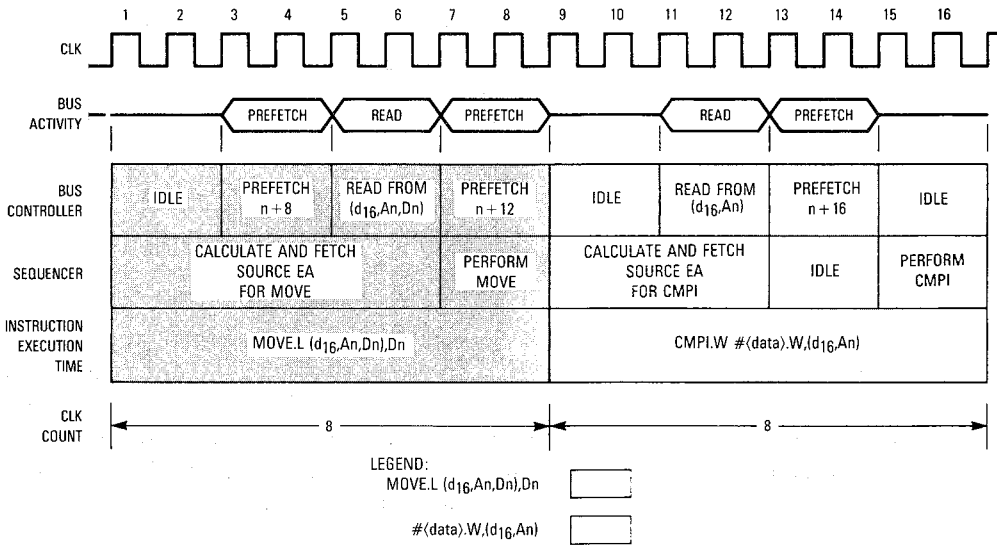 1 2 3 4 5 6 7 8 9 10 11 12 13 14 15 16
CLK
BUS
ACTIVITY
PREFETCH READ PREFETCH READ PREFETCH
BUS
CONTROLLER
IDLE
PREFETCH
n+8
READ FROM
(d16,An,Dn)
PREFETCH
n+12
IDLE
READ FROM
(d16,An)
PREFETCH
n+16
IDLE
SEQUENCER
CALCULATE AND FETCH
SOURCE EA
FOR MOVE
PERFORM
MOVE
CALCULATE AND FETCH
SOURCE EA
FOR CMPI
IDLE
PERFORM
CMPI
INSTRUCTION
EXECUTION
TIME
MOVE.L (d16,An,Dn),Dn
CMPI.W #⟨data⟩.W,(d16,An)
CLK
COUNT
8 8
LEGEND:
MOVE.L (d16,An,Dn),Dn
#⟨data⟩.W,(d16,An)